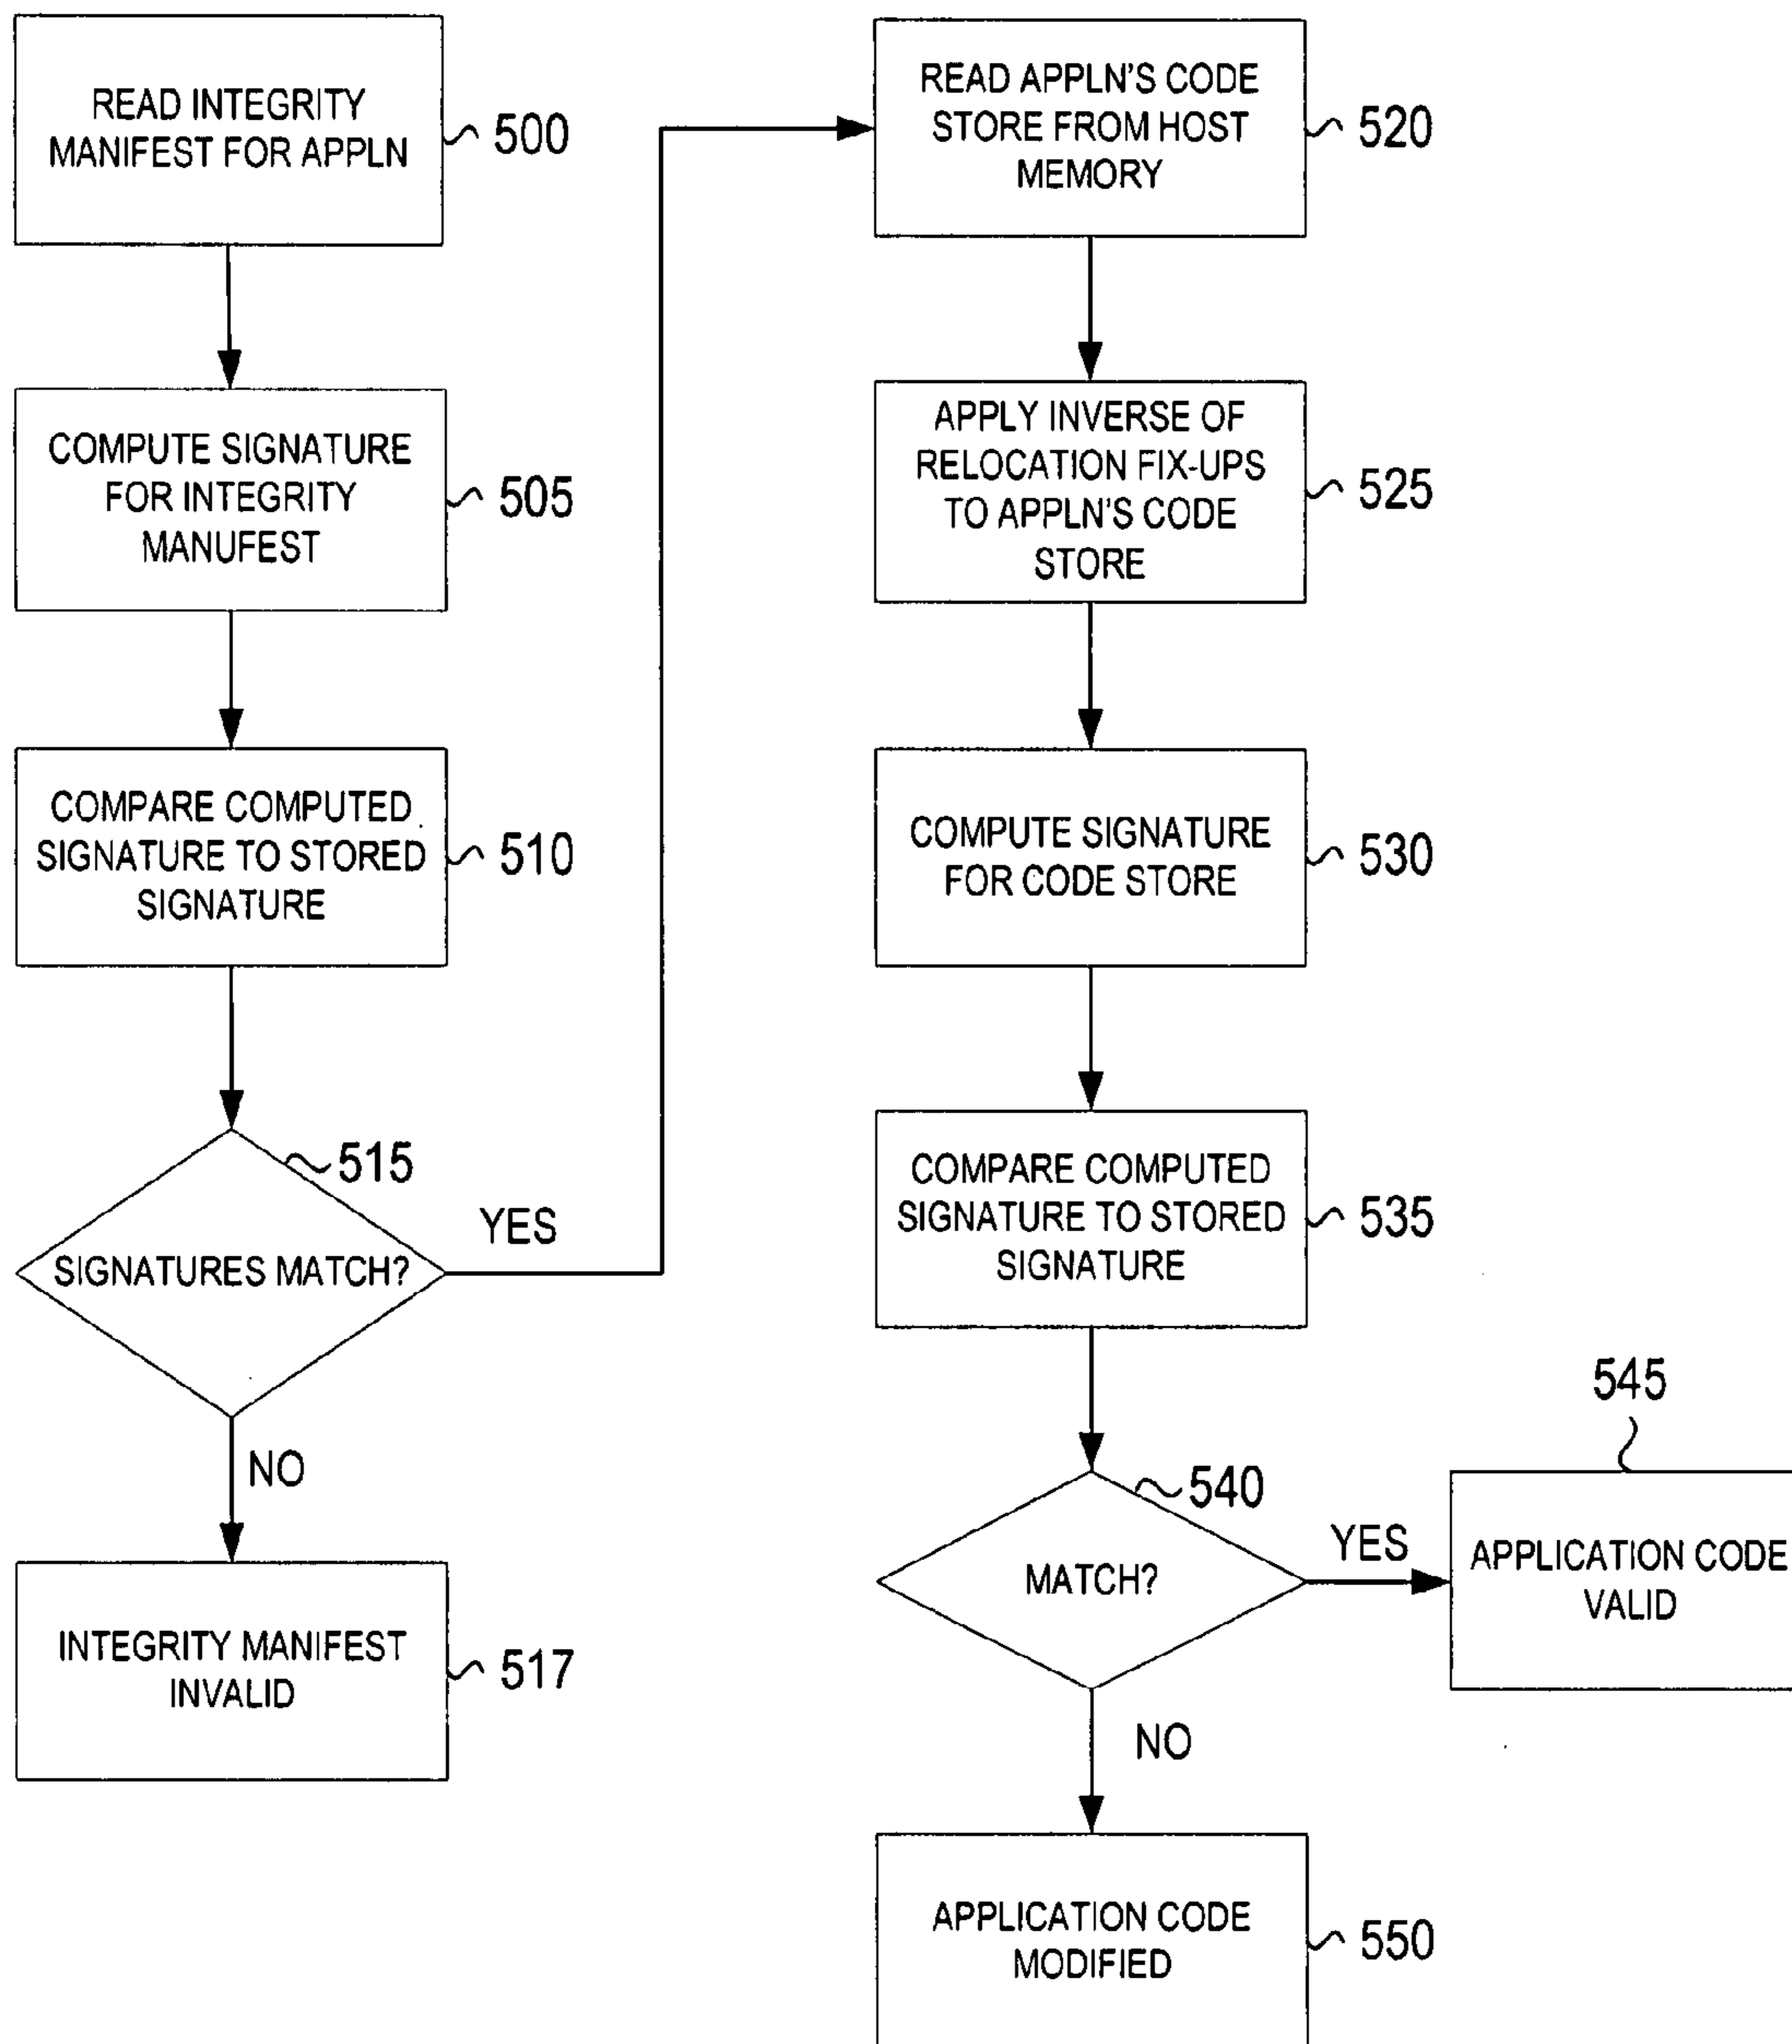 READ INTEGRITY
MANIFEST FOR APPLN
500
COMPUTE SIGNATURE
FOR INTEGRITY
MANUFEST
505
COMPARE COMPUTED
SIGNATURE TO STORED
SIGNATURE
510
515
SIGNATURES MATCH?
YES
NO
INTEGRITY MANIFEST
INVALID
517
READ APPLN'S CODE
STORE FROM HOST
MEMORY
520
APPLY INVERSE OF
RELOCATION FIX-UPS
TO APPLN'S CODE
STORE
525
COMPUTE SIGNATURE
FOR CODE STORE
530
COMPARE COMPUTED
SIGNATURE TO STORED
SIGNATURE
535
540
MATCH?
YES
545
APPLICATION CODE
VALID
NO
APPLICATION CODE
MODIFIED
550